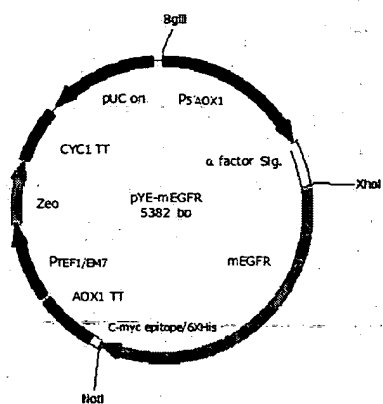 BglII
pUC ori
P5'AOX1
CYC1 TT
α factor Sig.
XhoI
Zeo
pYE-mEGFR
5382 bp
mEGFR
PTEF1/EM7
AOX1 TT
C-myc epitope/6XHis
NotI